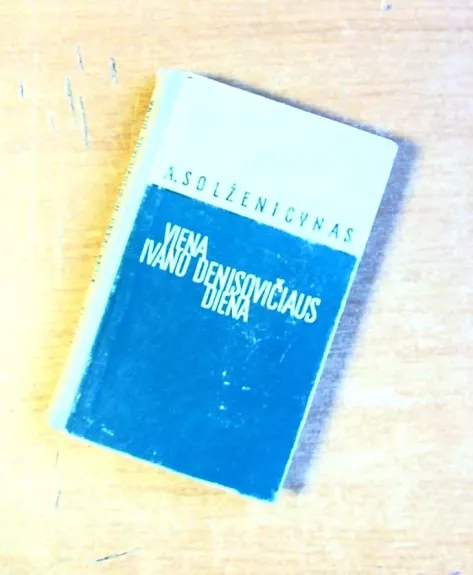 A. SOLŽENICYNAS
VIENA
IVANO DENISOVIČIAUS
DIENA